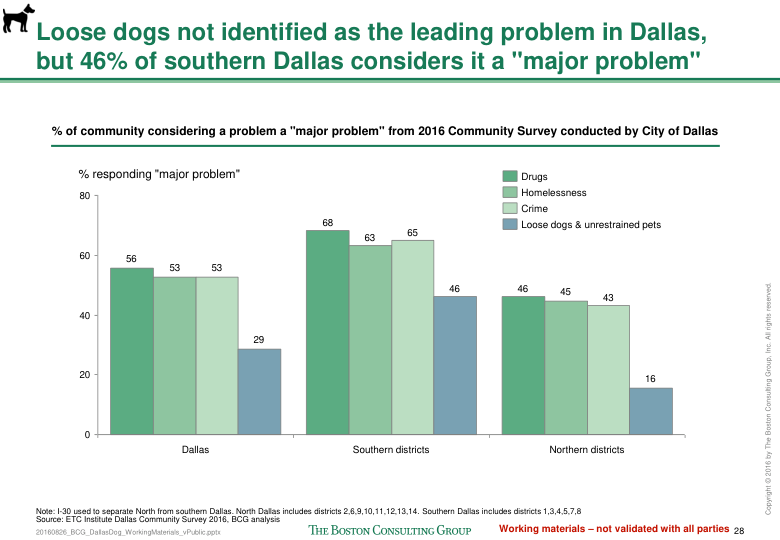 Loose dogs not identified as the leading problem in Dallas,
but 46% of southern Dallas considers it a "major problem"
% of community considering a problem a "major problem" from 2016 Community Survey conducted by City of Dallas
% responding "major problem"
Drugs
Homelessness
Crime
Loose dogs & unrestrained pets
80
60
40
20
0
56
53
53
29
68
63
65
46
46
45
43
16
Dallas
Southern districts
Northern districts
Copyright © 2016 by The Boston Consulting Group, Inc. All rights reserved.
Note: I-30 used to separate North from southern Dallas. North Dallas includes districts 2,6,9,10,11,12,13,14. Southern Dallas includes districts 1,3,4,5,7,8
Source: ETC Institute Dallas Community Survey 2016, BCG analysis
20160826_BCG_DallasDog_WorkingMaterials_vPublic.pptx
THE BOSTON CONSULTING GROUP
Working materials – not validated with all parties
28